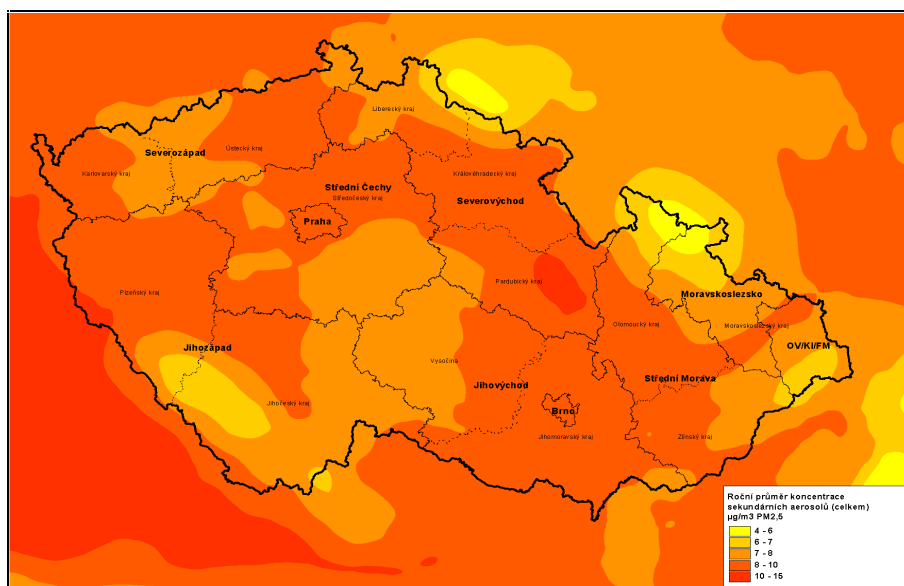 Liberecký kraj
Severozápad
Ústecký kraj
Karlovarský kraj
Královéhradecký kraj
Střední Čechy
Středočeský kraj
Severovýchod
Praha
Pardubický kraj
Plzeňský kraj
Moravskoslezsko
Olomoucký kraj
Moravskoslezský kraj
Jihozápad
OV/KI/FM
Vysočina
Jihovýchod
Střední Morava
Jihočeský kraj
Brno
Jihomoravský kraj
Zlínský kraj
Roční průměr koncentrace
sekundárních aerosolů (celkem)
µg/m3 PM2,5
4 - 6
6 - 7
7 - 8
8 - 10
10 - 15